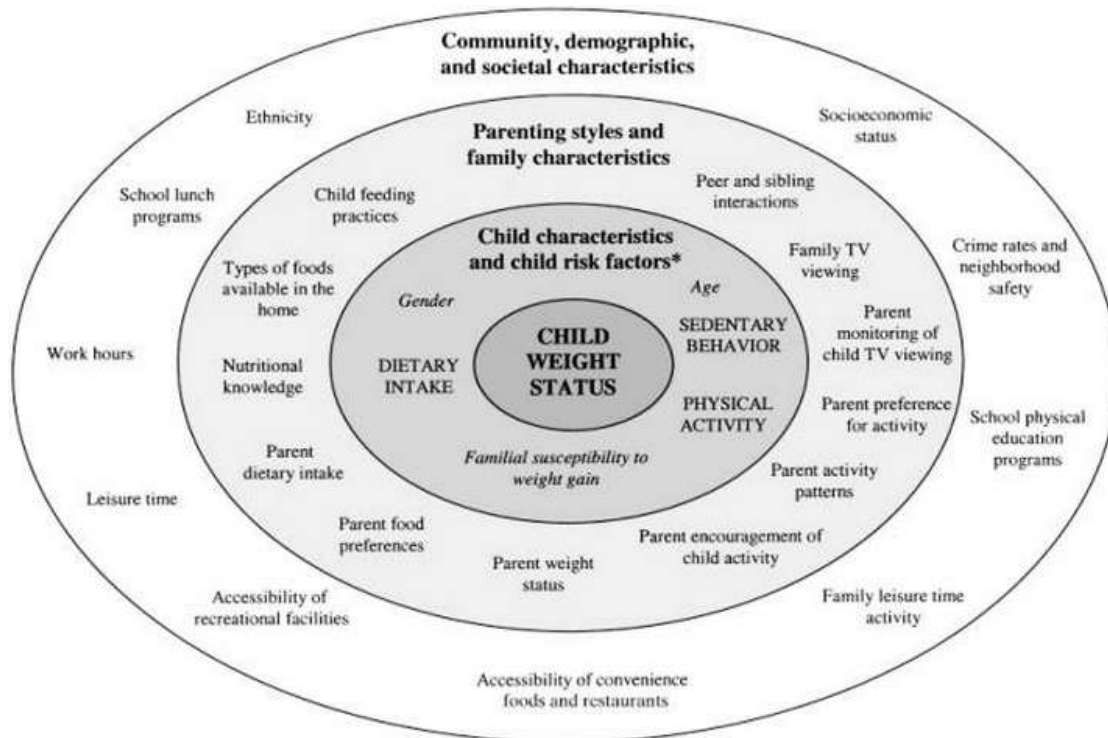 Community, demographic,
and societal characteristics
Ethnicity
Socioeconomic
status
Parenting styles and
family characteristics
School lunch
programs
Child feeding
practices
Peer and sibling
interactions
Child characteristics
and child risk factors*
Family TV
viewing
Crime rates and
neighborhood
safety
Types of foods
available in the
home
Gender
Age
Work hours
Nutritional
knowledge
DIETARY
INTAKE
CHILD
WEIGHT
STATUS
SEDENTARY
BEHAVIOR
Parent
monitoring of
child TV viewing
PHYSICAL
ACTIVITY
Parent preference
for activity
School physical
education
programs
Parent
dietary intake
Familial susceptibility to
weight gain
Parent activity
patterns
Leisure time
Parent food
preferences
Parent weight
status
Parent encouragement of
child activity
Accessibility of
recreational facilities
Family leisure time
activity
Accessibility of convenience
foods and restaurants